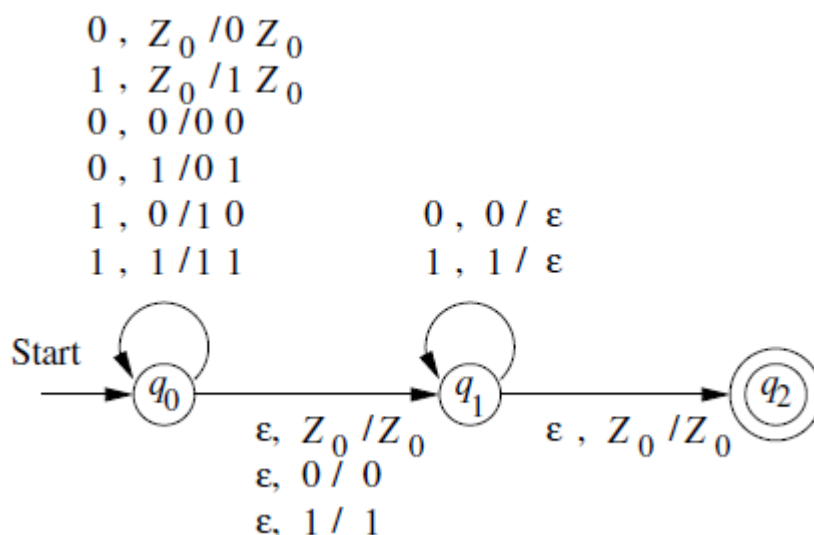 0 , Z0 /0 Z0
1 , Z0 /1 Z0
0 , 0 /0 0
0 , 1 /0 1
1 , 0 /1 0
1 , 1 /1 1
0 , 0 / ε
1 , 1 / ε
Start
q0
q1
q2
ε, Z0 /Z0
ε, 0 / 0
ε, 1 / 1
ε , Z0 /Z0